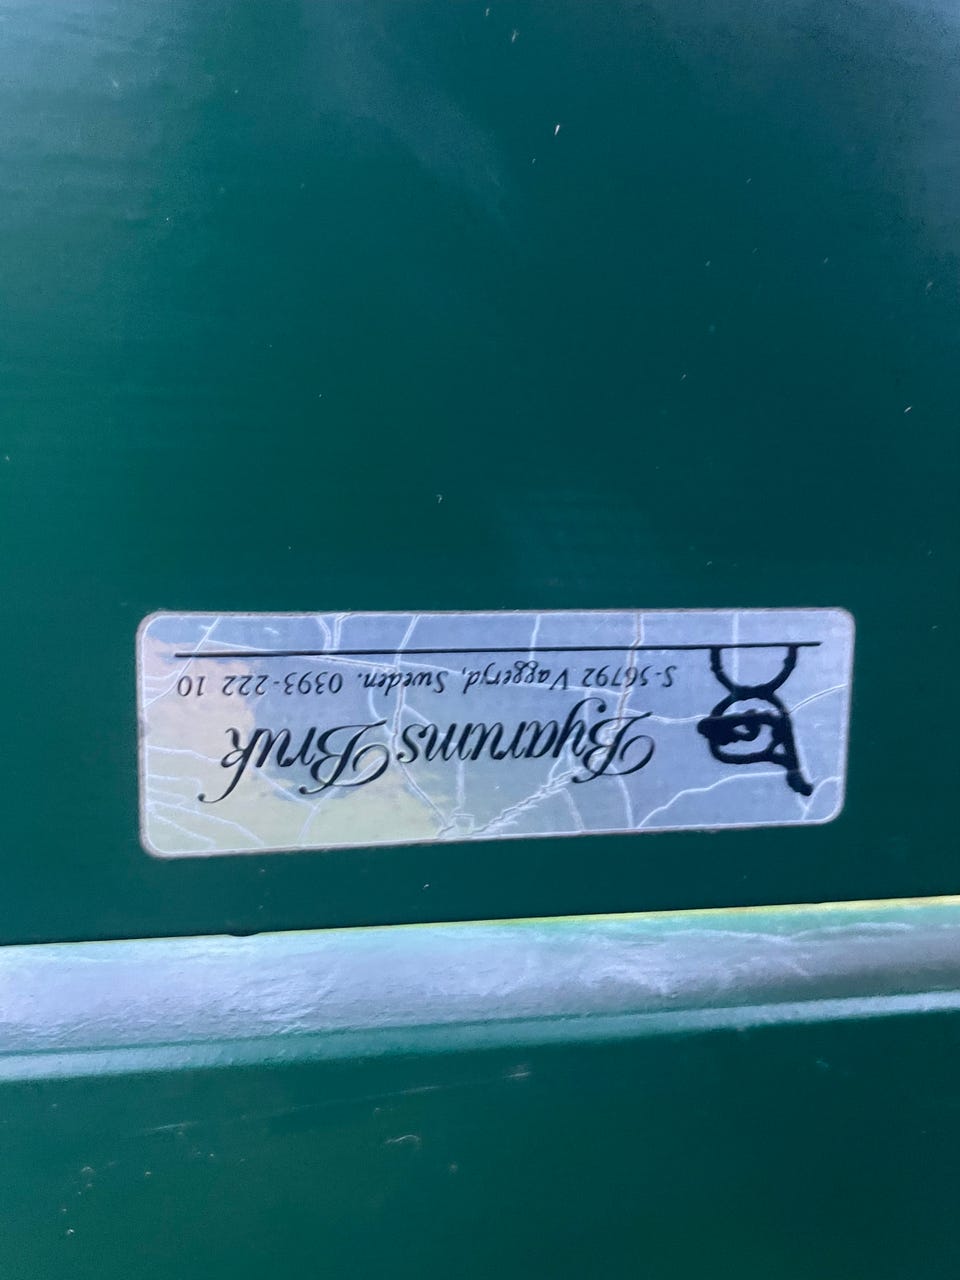 Byarums Bruk
S-56792 Vaggeryd, Sweden. 0393-222 10